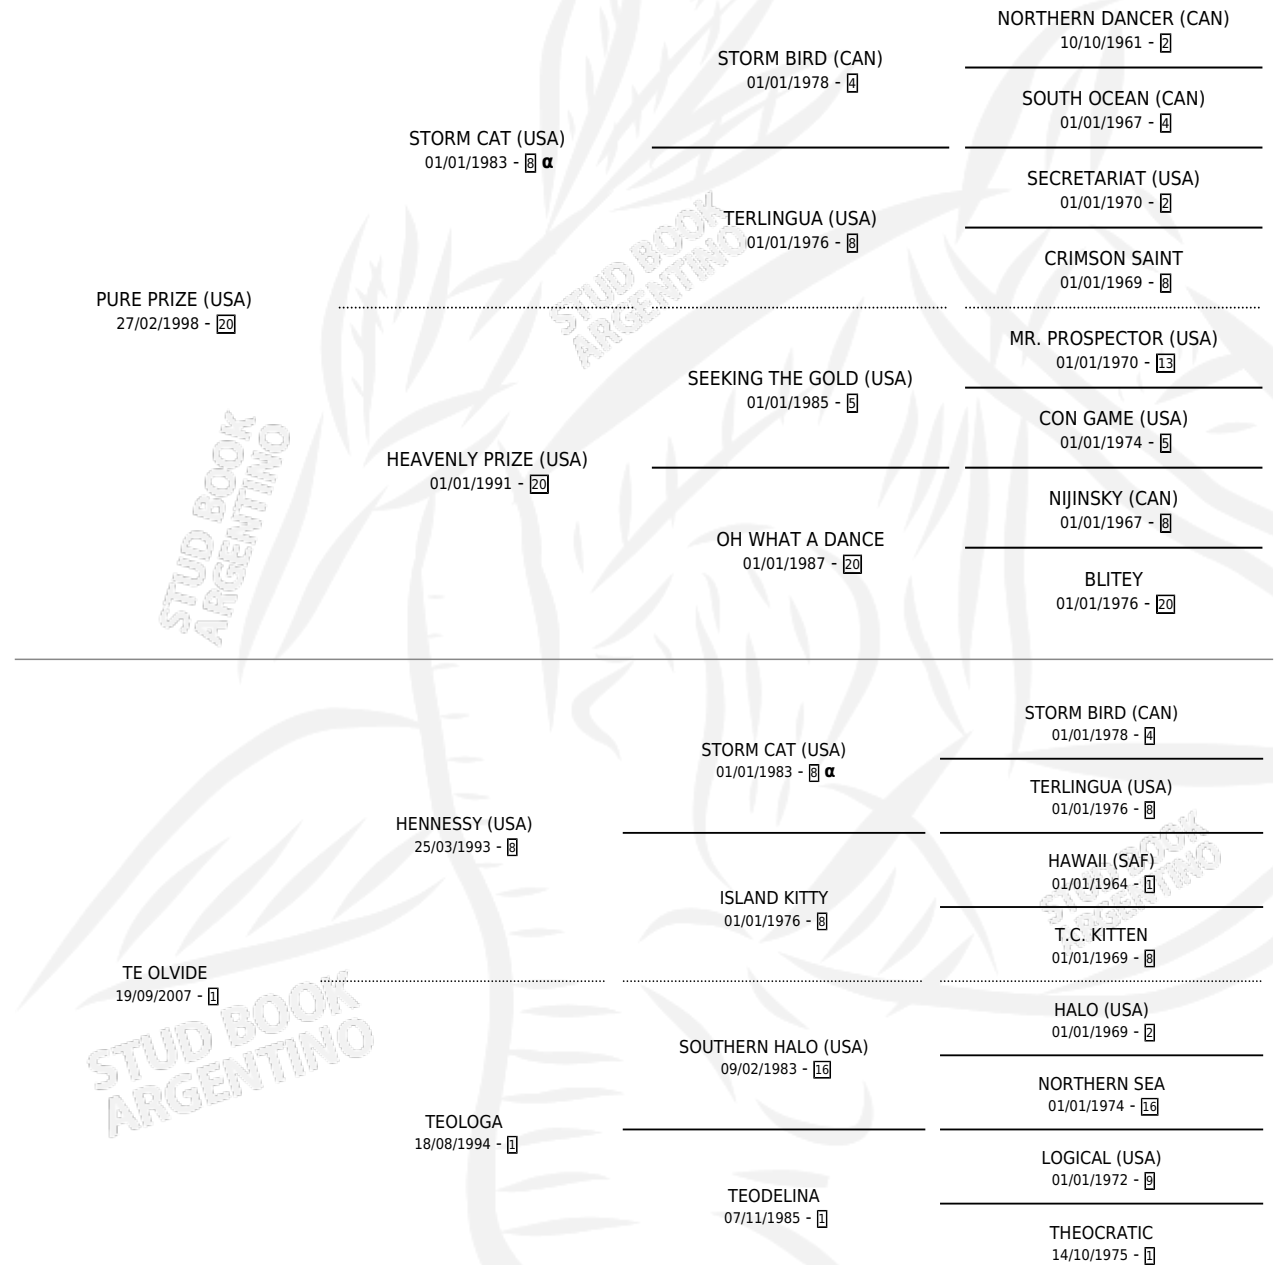 NORTHERN DANCER (CAN)
10/10/1961 - 2
STORM BIRD (CAN)
01/01/1978 - 4
SOUTH OCEAN (CAN)
01/01/1967 - 4
STORM CAT (USA)
01/01/1983 - 8 α
SECRETARIAT (USA)
01/01/1970 - 2
TERLINGUA (USA)
01/01/1976 - 8
CRIMSON SAINT
01/01/1969 - 8
PURE PRIZE (USA)
27/02/1998 - 20
MR. PROSPECTOR (USA)
01/01/1970 - 13
SEEKING THE GOLD (USA)
01/01/1985 - 5
CON GAME (USA)
01/01/1974 - 5
HEAVENLY PRIZE (USA)
01/01/1991 - 20
NIJINSKY (CAN)
01/01/1967 - 8
OH WHAT A DANCE
01/01/1987 - 20
BLITEY
01/01/1976 - 20
STORM BIRD (CAN)
01/01/1978 - 4
STORM CAT (USA)
01/01/1983 - 8 α
TERLINGUA (USA)
01/01/1976 - 8
HENNESSY (USA)
25/03/1993 - 8
HAWAII (SAF)
01/01/1964 - 1
ISLAND KITTY
01/01/1976 - 8
T.C. KITTEN
01/01/1969 - 8
TE OLVIDE
19/09/2007 - 1
HALO (USA)
01/01/1969 - 2
SOUTHERN HALO (USA)
09/02/1983 - 16
NORTHERN SEA
01/01/1974 - 16
TEOLOGA
18/08/1994 - 1
LOGICAL (USA)
01/01/1972 - 9
TEODELINA
07/11/1985 - 1
THEOCRATIC
14/10/1975 - 1
STUD BOOK
ARGENTINO
STUD BOOK
ARGENTINO
STUD BOOK
ARGENTINO
STUD BOOK
ARGENTINO